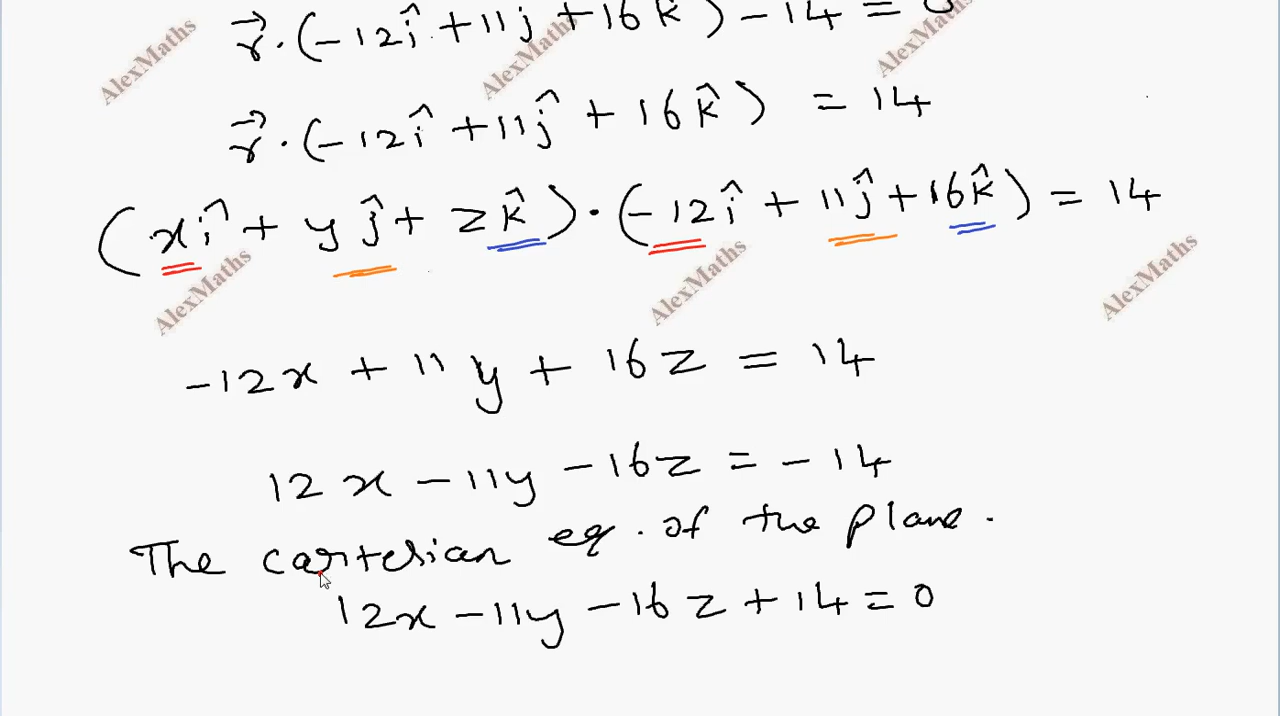 r⃗ · (-12î + 11ĵ + 16k̂) - 14 = 0
r⃗ · (-12î + 11ĵ + 16k̂) = 14
(xî + yĵ + zk̂) · (-12î + 11ĵ + 16k̂) = 14
-12x + 11y + 16z = 14
12x - 11y - 16z = -14
The cartesian eq. of the plane.
12x - 11y - 16z + 14 = 0
AlexMaths
AlexMaths
AlexMaths
AlexMaths
AlexMaths
AlexMaths